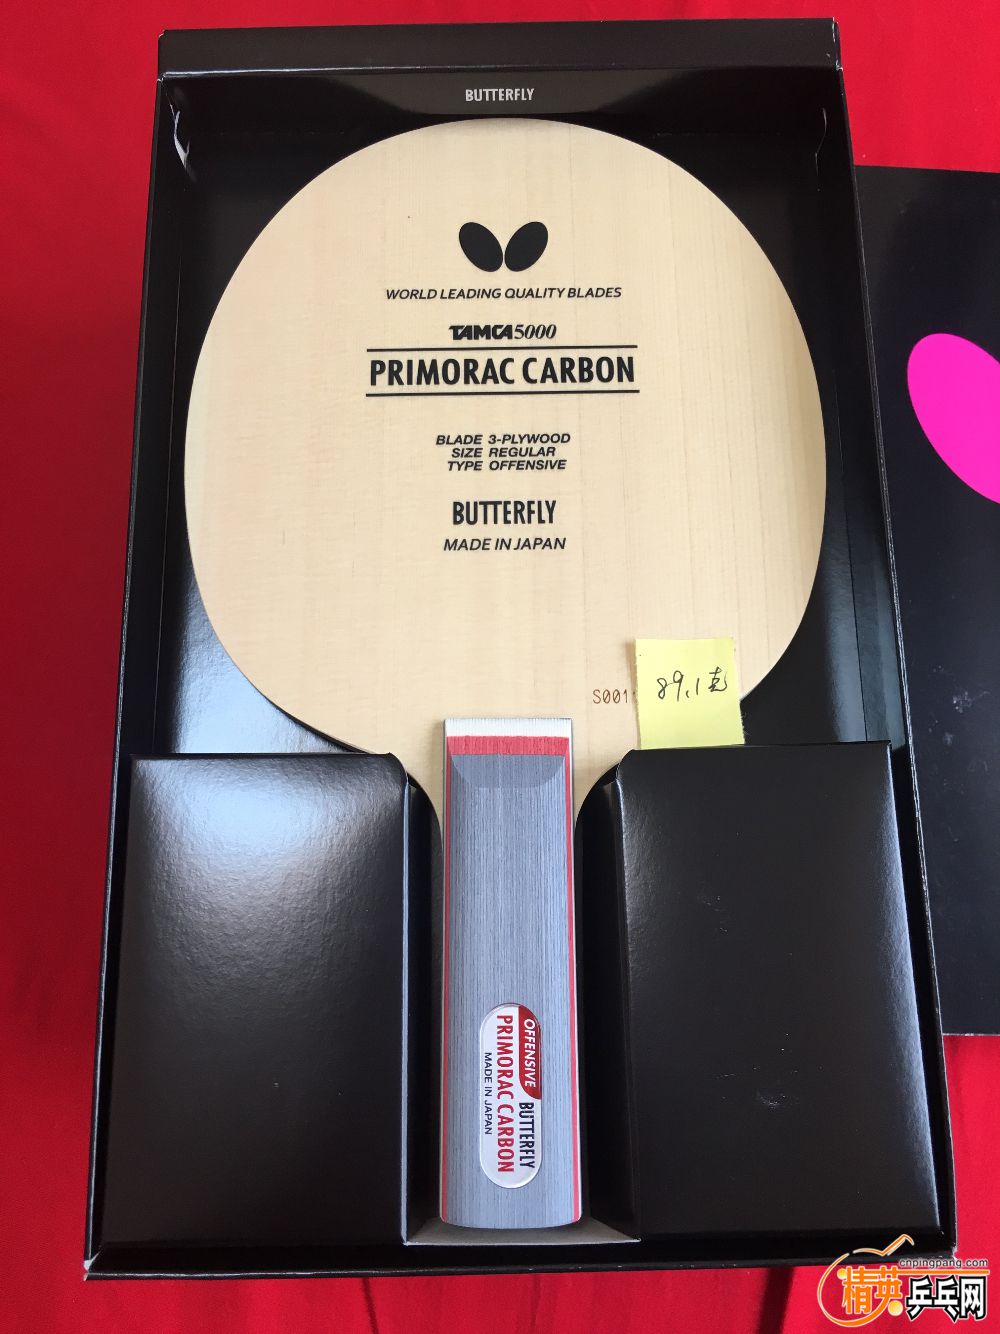 BUTTERFLY
WORLD LEADING QUALITY BLADES
TAMCA5000
PRIMORAC CARBON
BLADE 3-PLYWOOD
SIZE REGULAR
TYPE OFFENSIVE
BUTTERFLY
MADE IN JAPAN
S001
89.1克
OFFENSIVE BUTTERFLY
PRIMORAC CARBON
MADE IN JAPAN
cnpingpang.com
精英乒乓网